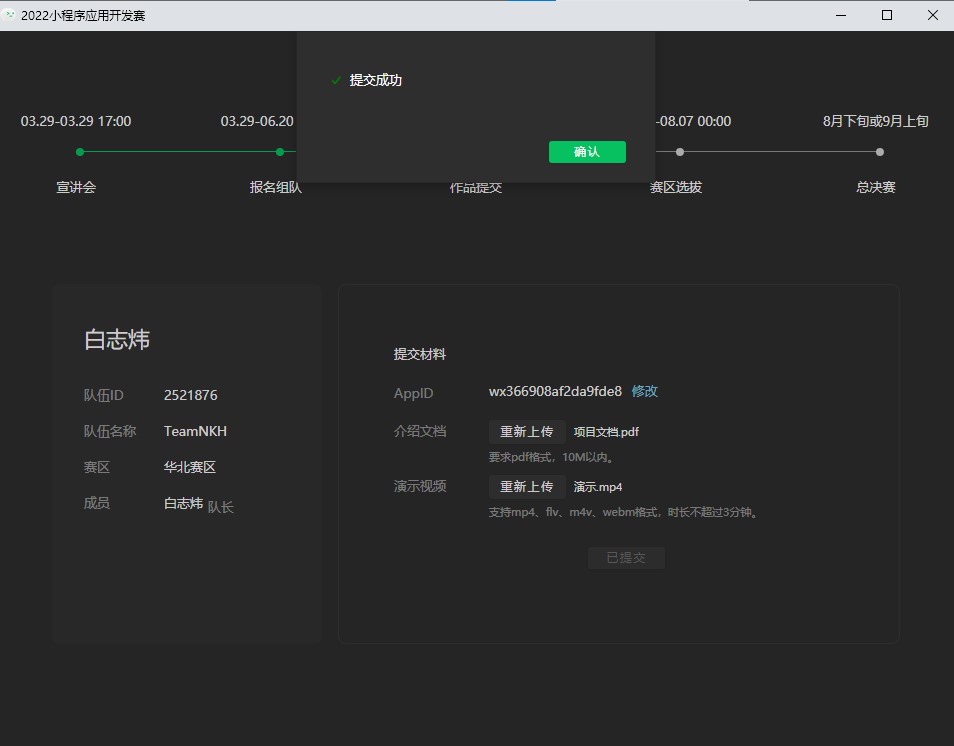 2022小程序应用开发赛
提交成功
确认
03.29-03.29 17:00
03.29-06.20
-08.07 00:00
8月下旬或9月上旬
宣讲会
报名组队
作品提交
赛区选拔
总决赛
白志炜
队伍ID 2521876
队伍名称 TeamNKH
赛区 华北赛区
成员 白志炜 队长
提交材料
AppID wx366908af2da9fde8 修改
介绍文档 重新上传 项目文档.pdf
要求pdf格式，10M以内。
演示视频 重新上传 演示.mp4
支持mp4、flv、m4v、webm格式，时长不超过3分钟。
已提交